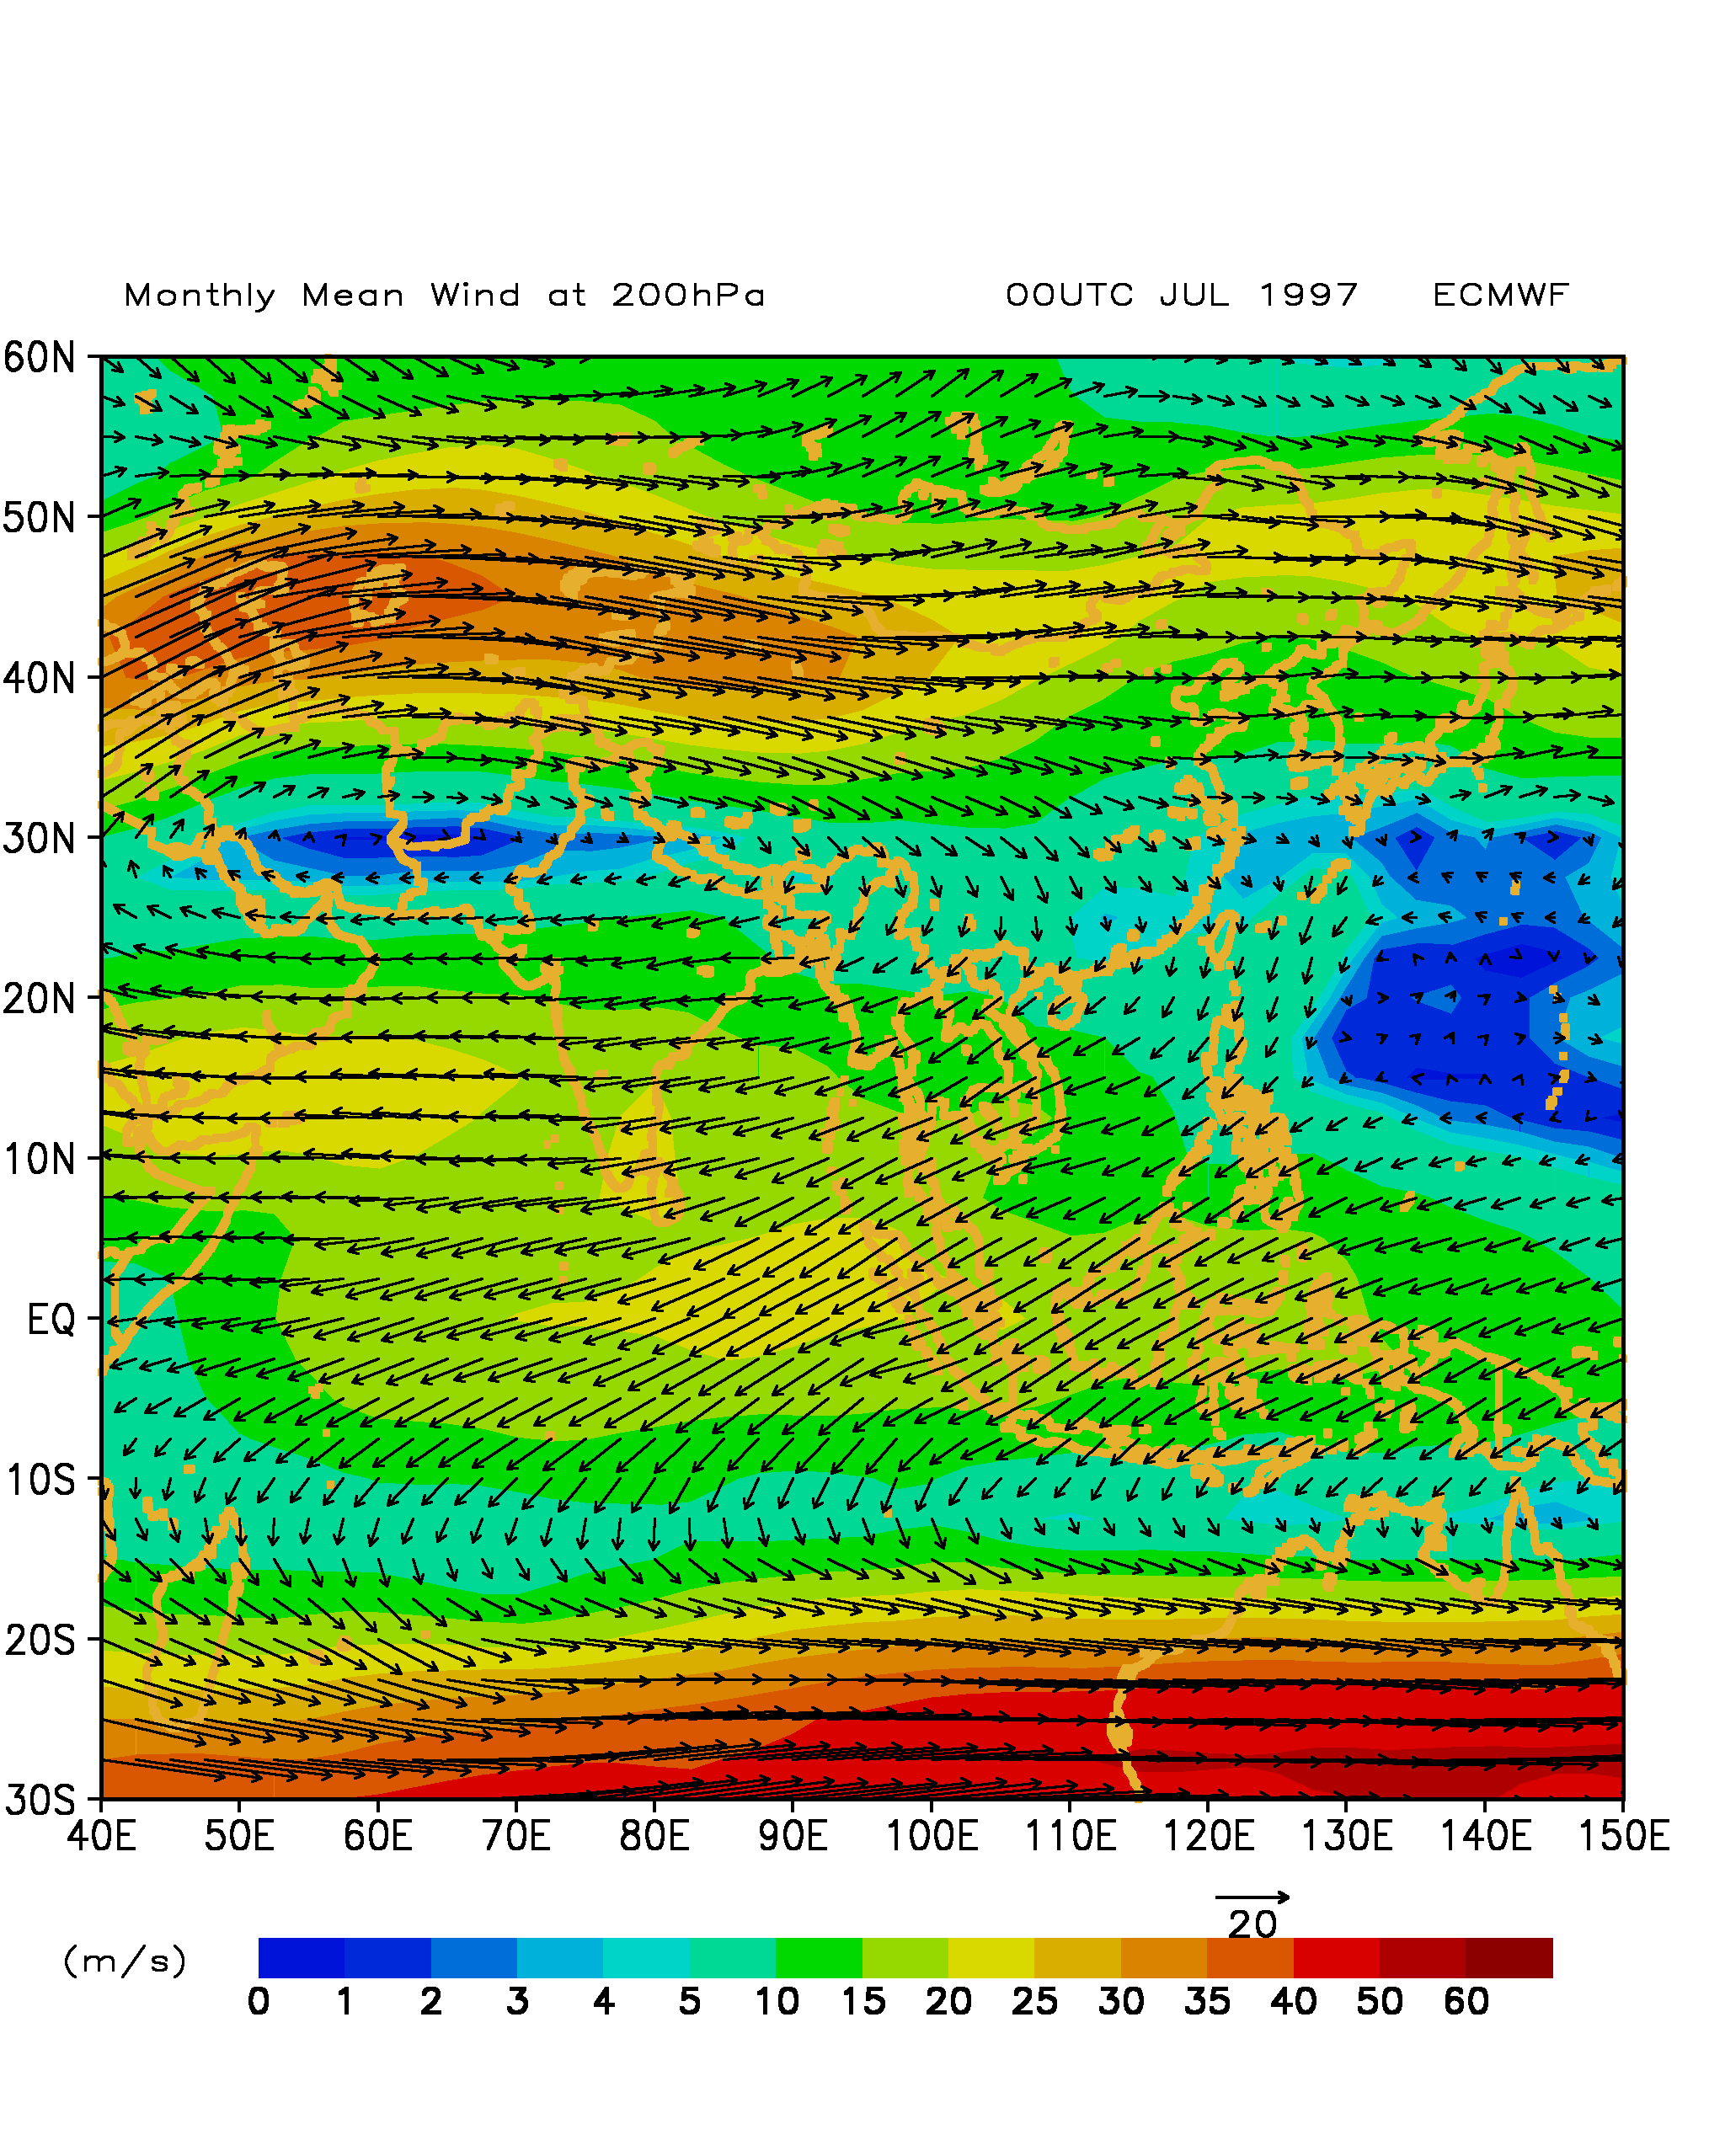 Monthly Mean Wind at 200hPa 00UTC JUL 1997 ECMWF
60N
50N
40N
30N
20N
10N
EQ
10S
20S
30S
40E 50E 60E 70E 80E 90E 100E 110E 120E 130E 140E 150E
20
(m/s)
0 1 2 3 4 5 10 15 20 25 30 35 40 50 60